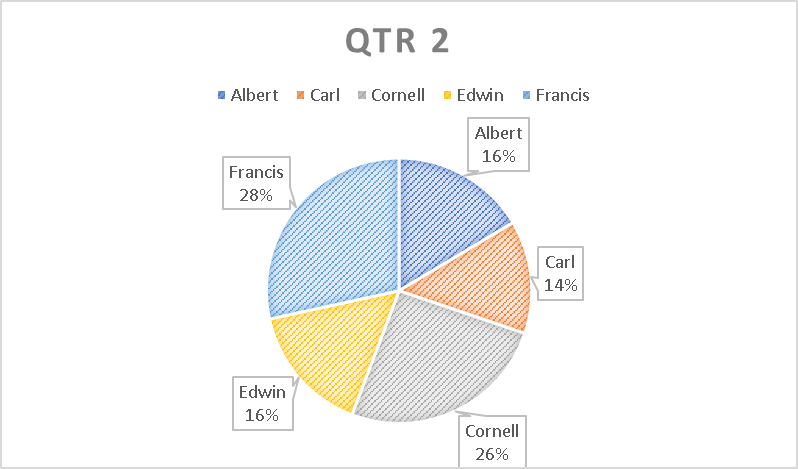 QTR 2
Albert Carl Cornell Edwin Francis
Albert
16%
Francis
28%
Carl
14%
Edwin
16%
Cornell
26%